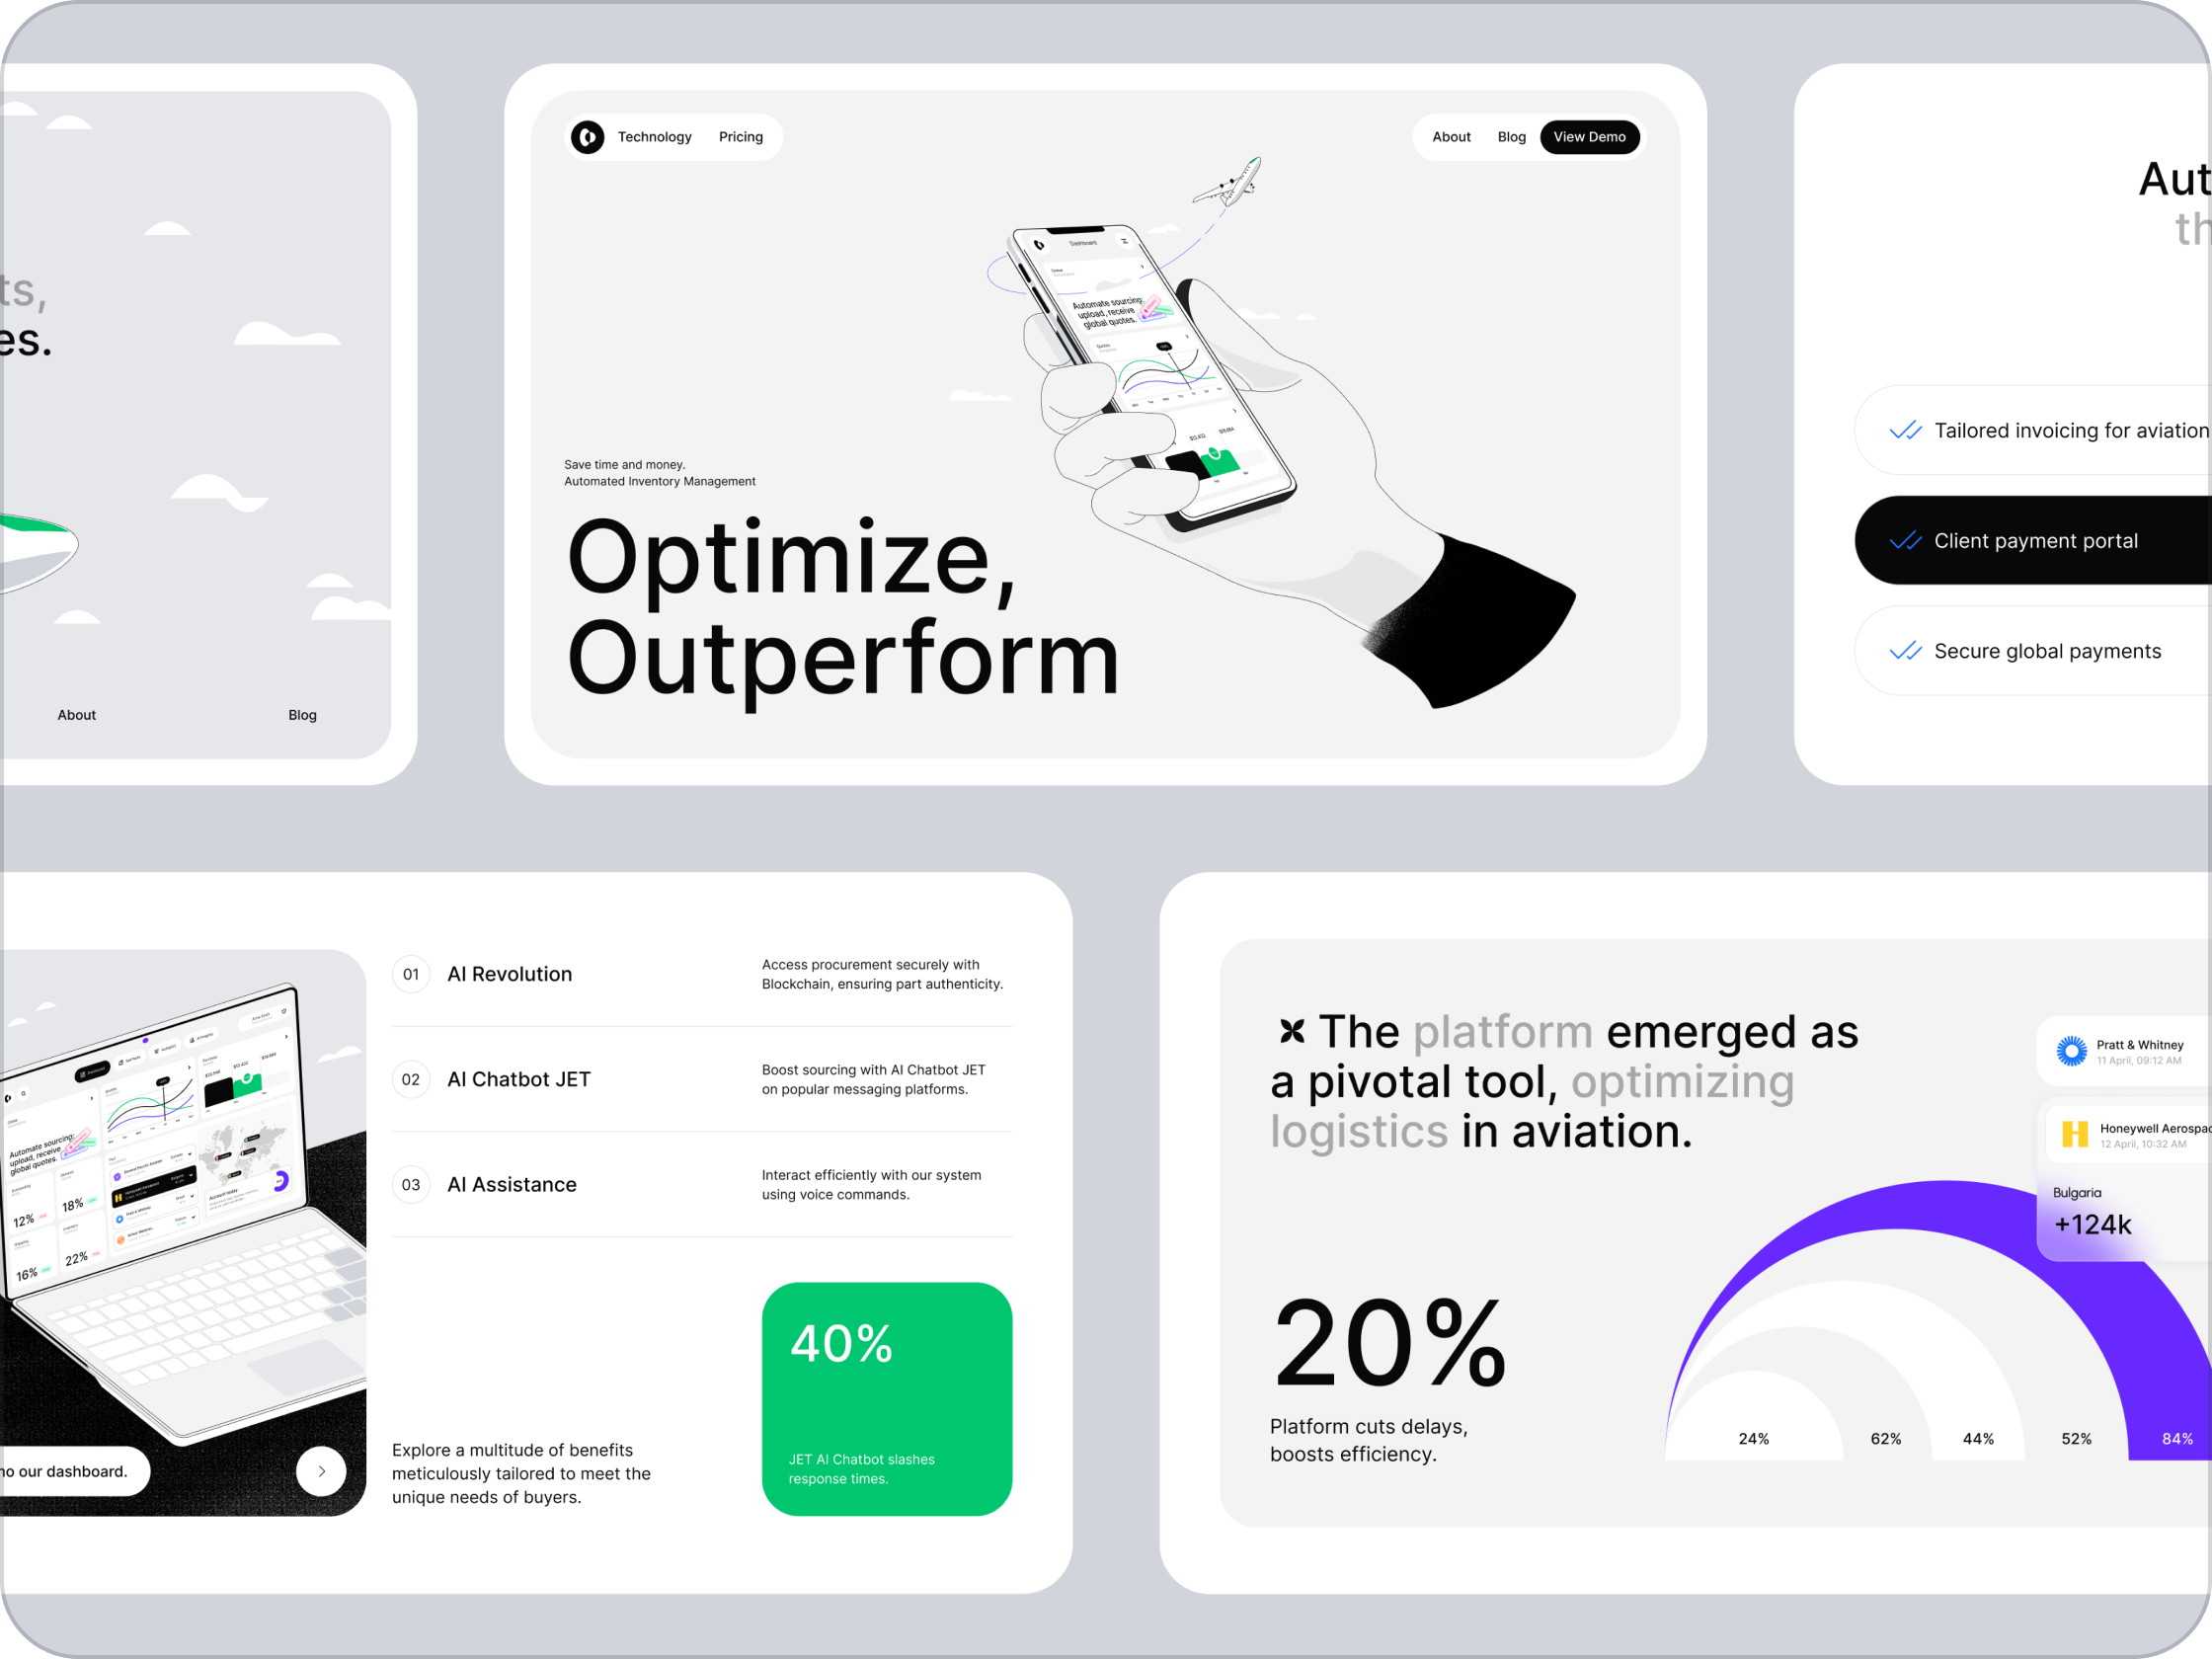 ts,
es.
About
Blog
Technology
Pricing
About
Blog
View Demo
Dashboard
Automate sourcing:
upload, receive
global quotes.
Quotes
$12,432
Save time and money.
Automated Inventory Management
Optimize,
Outperform
Aut
th
Tailored invoicing for aviation
Client payment portal
Secure global payments
Dashboard
Automate sourcing:
upload, receive
global quotes.
12%
18%
16%
22%
no our dashboard.
01
AI Revolution
Access procurement securely with
Blockchain, ensuring part authenticity.
02
AI Chatbot JET
Boost sourcing with AI Chatbot JET
on popular messaging platforms.
03
AI Assistance
Interact efficiently with our system
using voice commands.
Explore a multitude of benefits
meticulously tailored to meet the
unique needs of buyers.
40%
JET AI Chatbot slashes
response times.
The platform emerged as
a pivotal tool, optimizing
logistics in aviation.
20%
Platform cuts delays,
boosts efficiency.
Pratt & Whitney
11 April, 09:12 AM
Honeywell Aerospac
12 April, 10:32 AM
Bulgaria
+124k
24%
62%
44%
52%
84%